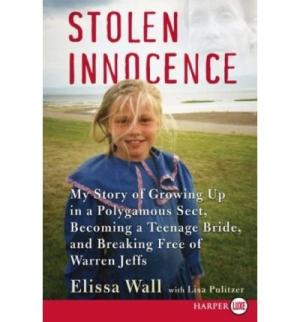 STOLEN
INNOCENCE
My Story of Growing Up
in a Polygamous Sect,
Becoming a Teenage Bride,
and Breaking Free of
Warren Jeffs
Elissa Wall with Lisa Pulitzer
HARPER LUXE